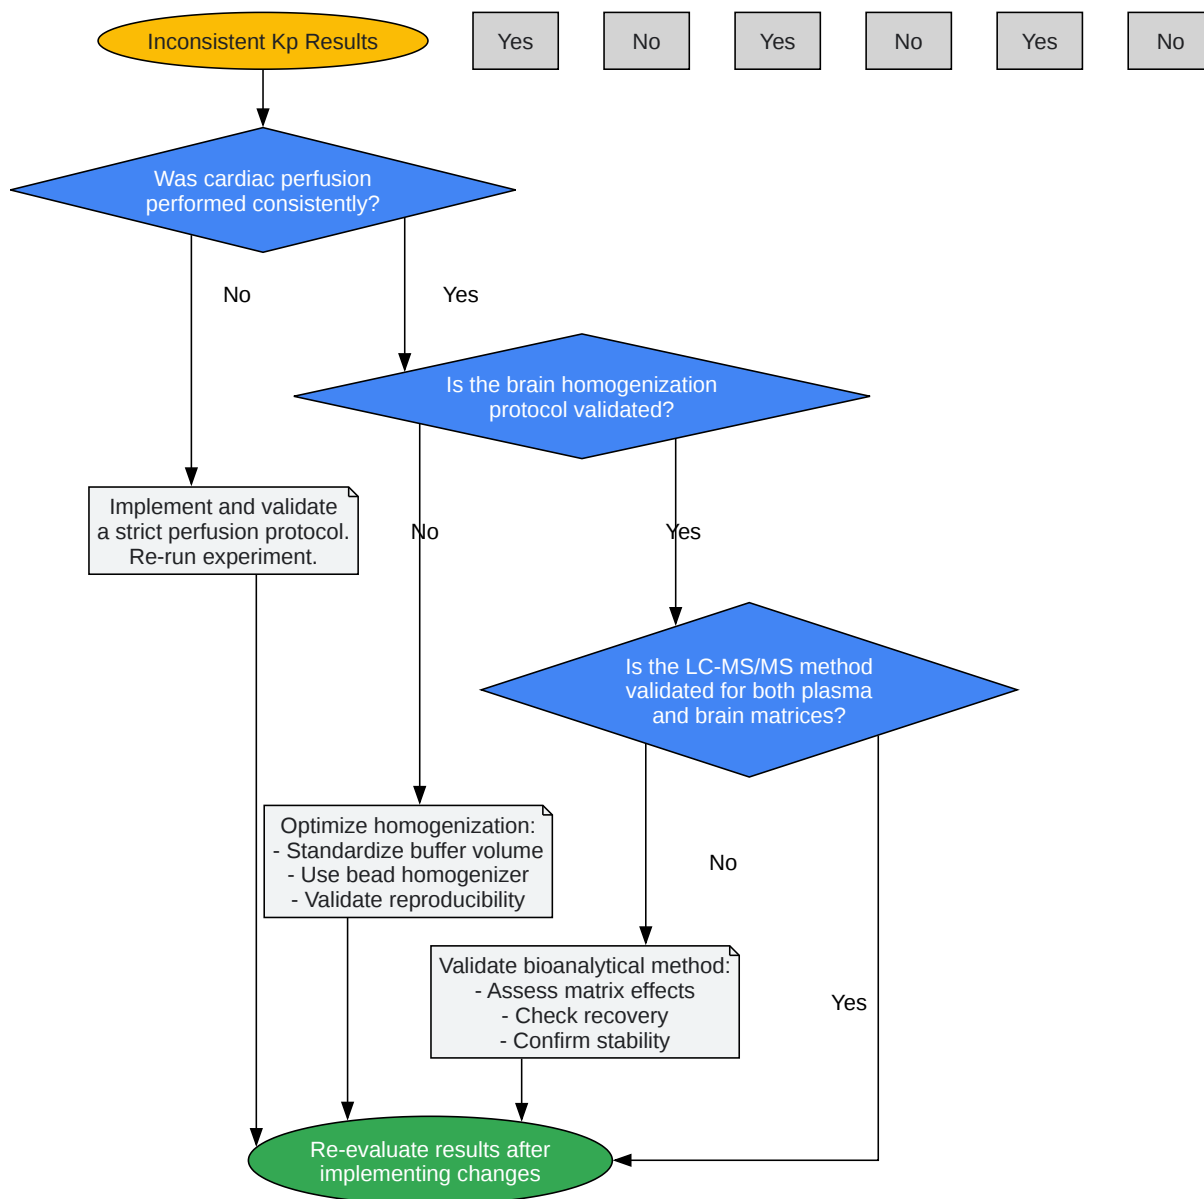 Inconsistent Kp Results
Yes
No
Yes
No
Yes
No
Was cardiac perfusion
performed consistently?
No
Yes
Is the brain homogenization
protocol validated?
Implement and validate
a strict perfusion protocol.
Re-run experiment.
No
Yes
Is the LC-MS/MS method
validated for both plasma
and brain matrices?
Optimize homogenization:
- Standardize buffer volume
- Use bead homogenizer
- Validate reproducibility
No
Validate bioanalytical method:
- Assess matrix effects
- Check recovery
- Confirm stability
Yes
Re-evaluate results after
implementing changes